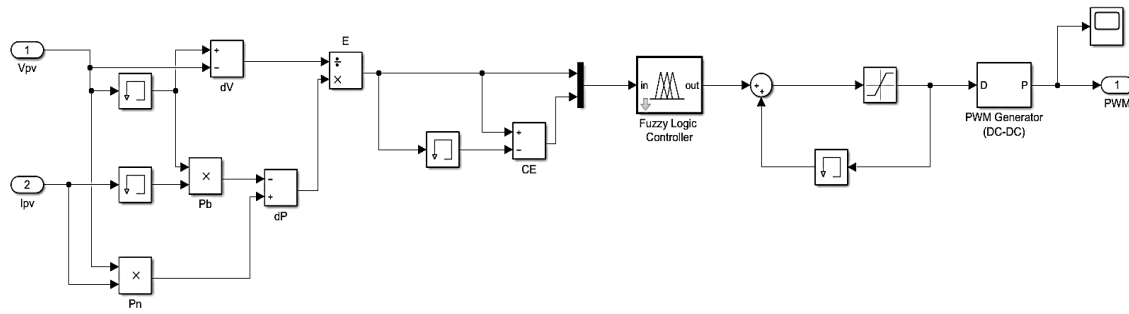 1
Vpv
+
−
dV
E
÷
×
2
Ipv
×
Pb
−
+
dP
×
Pn
+
−
CE
in
out
Fuzzy Logic
Controller
+
+
D
P
PWM Generator
(DC-DC)
1
PWM